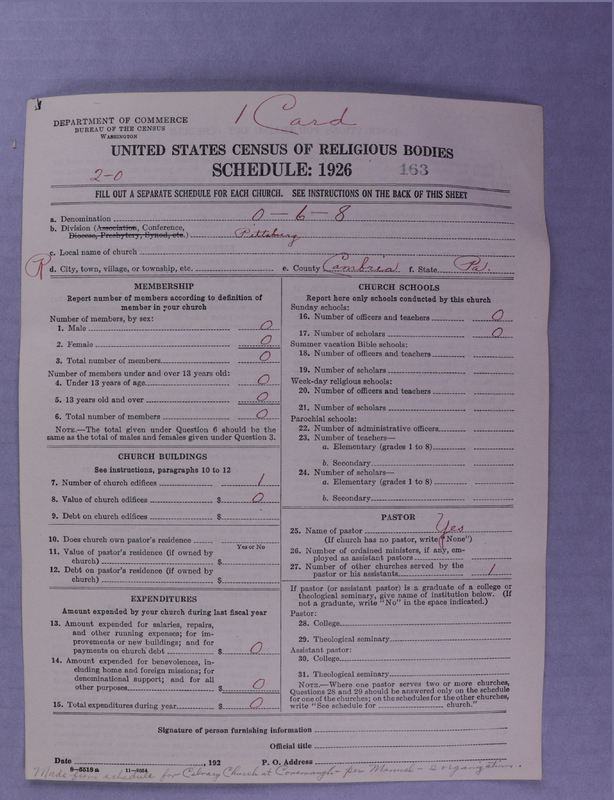 1 Card
DEPARTMENT OF COMMERCE
BUREAU OF THE CENSUS
WASHINGTON
UNITED STATES CENSUS OF RELIGIOUS BODIES
2-0 SCHEDULE: 1926 163
FILL OUT A SEPARATE SCHEDULE FOR EACH CHURCH. SEE INSTRUCTIONS ON THE BACK OF THIS SHEET
a. Denomination 0-6-8
b. Division (Association, Conference,
Diocese, Presbytery, Synod, etc.) Pittsburg
c. Local name of church
R d. City, town, village, or township, etc. e. County Cambria f. State Pa.
MEMBERSHIP
Report number of members according to definition of
member in your church
Number of members, by sex:
1. Male 0
2. Female 0
3. Total number of members 0
Number of members under and over 13 years old:
4. Under 13 years of age 0
5. 13 years old and over 0
6. Total number of members 0
NOTE.—The total given under Question 6 should be the
same as the total of males and females given under Question 3.
CHURCH BUILDINGS
See instructions, paragraphs 10 to 12
7. Number of church edifices 1
8. Value of church edifices $ 0
9. Debt on church edifices $
10. Does church own pastor's residence
Yes or No
11. Value of pastor's residence (if owned by
church) $
12. Debt on pastor's residence (if owned by
church) $
EXPENDITURES
Amount expended by your church during last fiscal year
13. Amount expended for salaries, repairs,
and other running expenses; for im-
provements or new buildings; and for
payments on church debt $ 0
14. Amount expended for benevolences, in-
cluding home and foreign missions; for
denominational support; and for all
other purposes $ 0
15. Total expenditures during year $ 0
CHURCH SCHOOLS
Report here only schools conducted by this church
Sunday schools:
16. Number of officers and teachers 0
17. Number of scholars 0
Summer vacation Bible schools:
18. Number of officers and teachers
19. Number of scholars
Week-day religious schools:
20. Number of officers and teachers
21. Number of scholars
Parochial schools:
22. Number of administrative officers
23. Number of teachers—
a. Elementary (grades 1 to 8)
b. Secondary
24. Number of scholars—
a. Elementary (grades 1 to 8)
b. Secondary
PASTOR
25. Name of pastor Yes
(If church has no pastor, write "None")
26. Number of ordained ministers, if any, em-
ployed as assistant pastors
27. Number of other churches served by the
pastor or his assistants 1
If pastor (or assistant pastor) is a graduate of a college or
theological seminary, give name of institution below. (If
not a graduate, write "No" in the space indicated.)
Pastor:
28. College
29. Theological seminary
Assistant pastor:
30. College
31. Theological seminary
NOTE.—Where one pastor serves two or more churches,
Questions 28 and 29 should be answered only on the schedule
for one of the churches; on the schedules for the other churches,
write "See schedule for church."
Signature of person furnishing information
Official title
Date , 192 P. O. Address
8-5519a 11-9054
Made from schedule for Calvary Church at Conemaugh - organization.